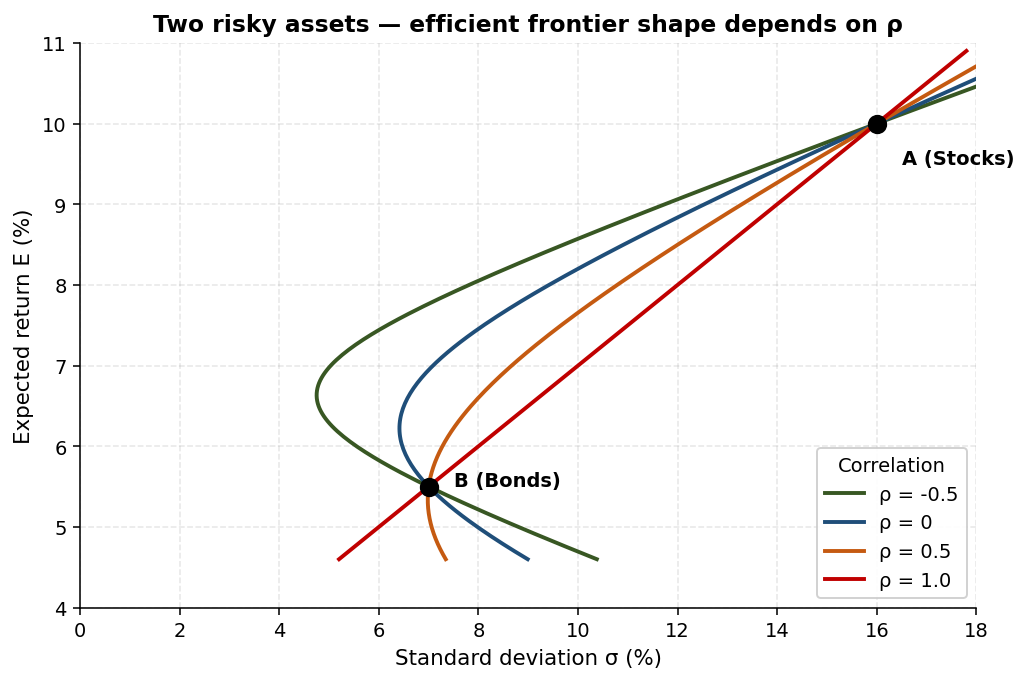 Two risky assets — efficient frontier shape depends on ρ
Expected return E (%)
11
10
9
8
7
6
5
4
A (Stocks)
B (Bonds)
Correlation
ρ = -0.5
ρ = 0
ρ = 0.5
ρ = 1.0
0 2 4 6 8 10 12 14 16 18
Standard deviation σ (%)